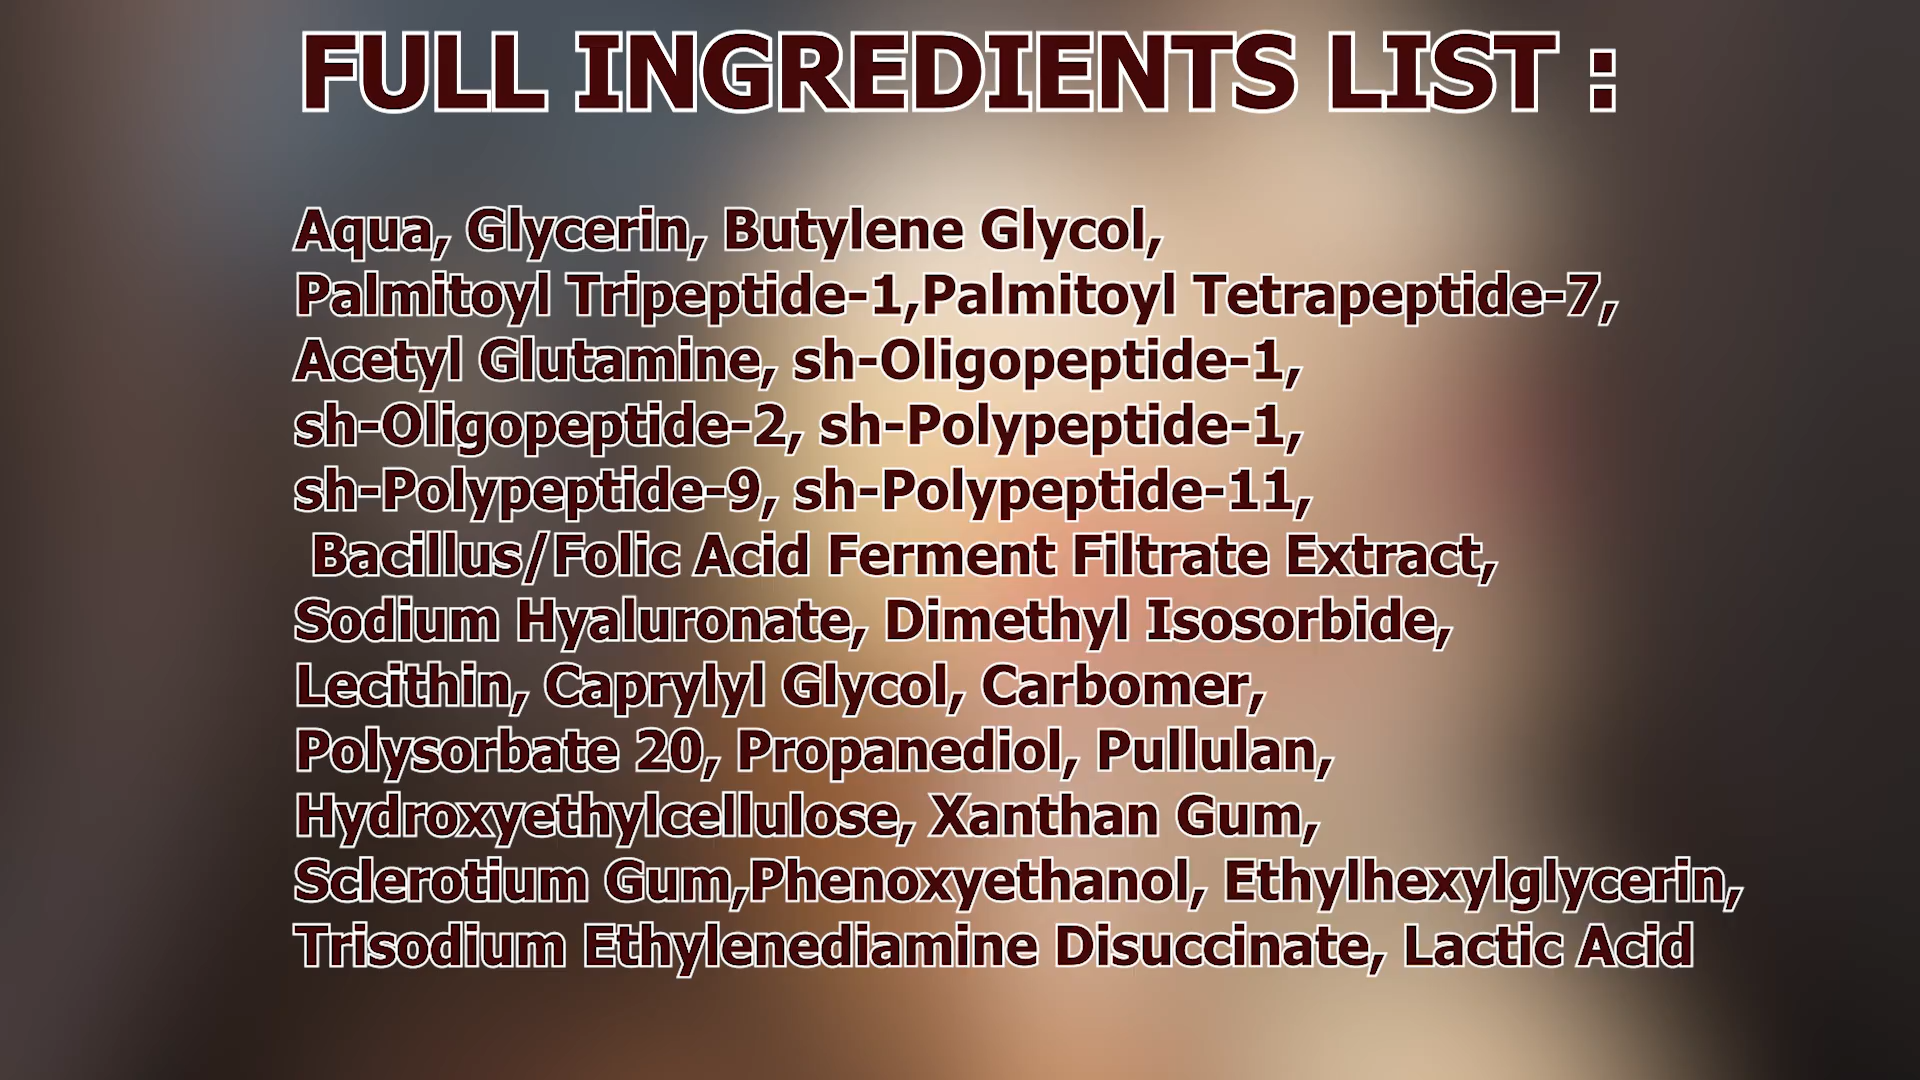 FULL INGREDIENTS LIST :
Aqua, Glycerin, Butylene Glycol,
Palmitoyl Tripeptide-1,Palmitoyl Tetrapeptide-7,
Acetyl Glutamine, sh-Oligopeptide-1,
sh-Oligopeptide-2, sh-Polypeptide-1,
sh-Polypeptide-9, sh-Polypeptide-11,
Bacillus/Folic Acid Ferment Filtrate Extract,
Sodium Hyaluronate, Dimethyl Isosorbide,
Lecithin, Caprylyl Glycol, Carbomer,
Polysorbate 20, Propanediol, Pullulan,
Hydroxyethylcellulose, Xanthan Gum,
Sclerotium Gum,Phenoxyethanol, Ethylhexylglycerin,
Trisodium Ethylenediamine Disuccinate, Lactic Acid